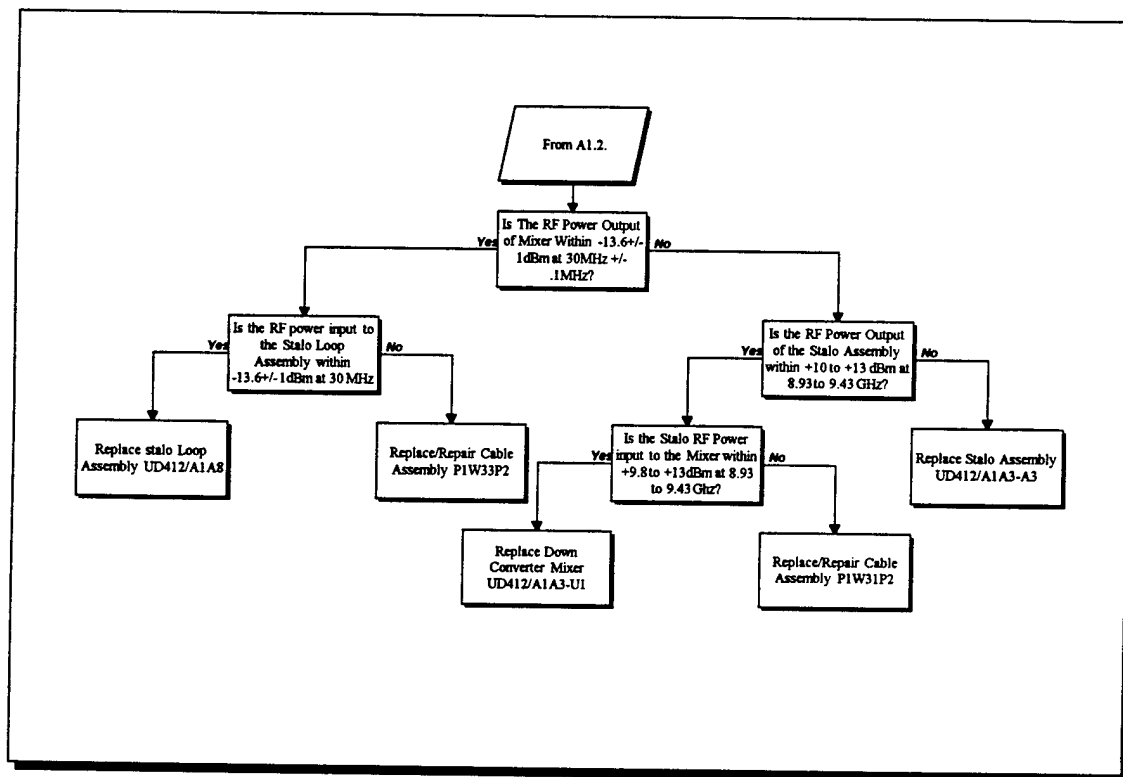 From A1.2.
Is The RF Power Output
of Mixer Within -13.6+/-
1dBm at 30MHz +/-
.1MHz?
Yes
No
Is the RF power input to
the Stalo Loop
Assembly within
-13.6+/- 1dBm at 30 MHz
Yes
No
Is the RF Power Output
of the Stalo Assembly
within +10 to +13 dBm at
8.93 to 9.43 GHz?
Yes
No
Replace stalo Loop
Assembly UD412/A1A8
Replace/Repair Cable
Assembly P1W33P2
Is the Stalo RF Power
input to the Mixer within
+9.8 to +13dBm at 8.93
to 9.43 Ghz?
Yes
No
Replace Stalo Assembly
UD412/A1A3-A3
Replace Down
Converter Mixer
UD412/A1A3-U1
Replace/Repair Cable
Assembly P1W31P2